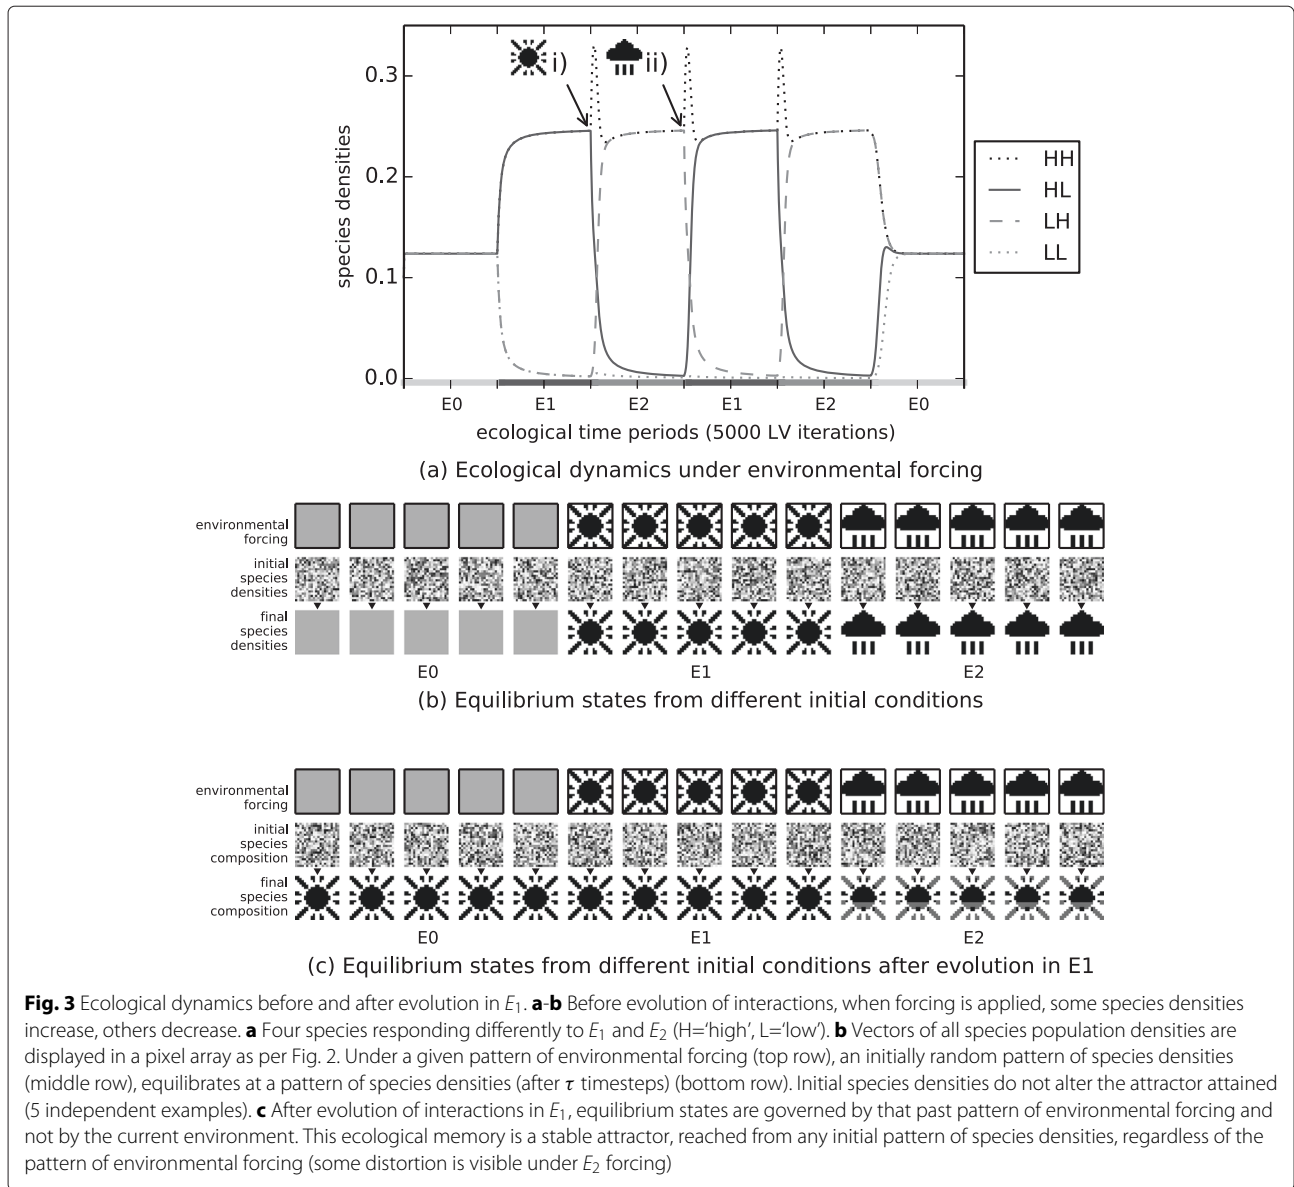 i)
ii)
0.3
0.2
0.1
0.0
species densities
HH
HL
LH
LL
E0 E1 E2 E1 E2 E0
ecological time periods (5000 LV iterations)
(a) Ecological dynamics under environmental forcing
environmental
forcing
initial
species
densities
final
species
densities
E0 E1 E2
(b) Equilibrium states from different initial conditions
environmental
forcing
initial
species
composition
final
species
composition
E0 E1 E2
(c) Equilibrium states from different initial conditions after evolution in E1
Fig. 3 Ecological dynamics before and after evolution in E1. a-b Before evolution of interactions, when forcing is applied, some species densities
increase, others decrease. a Four species responding differently to E1 and E2 (H=‘high’, L=‘low’). b Vectors of all species population densities are
displayed in a pixel array as per Fig. 2. Under a given pattern of environmental forcing (top row), an initially random pattern of species densities
(middle row), equilibrates at a pattern of species densities (after τ timesteps) (bottom row). Initial species densities do not alter the attractor attained
(5 independent examples). c After evolution of interactions in E1, equilibrium states are governed by that past pattern of environmental forcing and
not by the current environment. This ecological memory is a stable attractor, reached from any initial pattern of species densities, regardless of the
pattern of environmental forcing (some distortion is visible under E2 forcing)